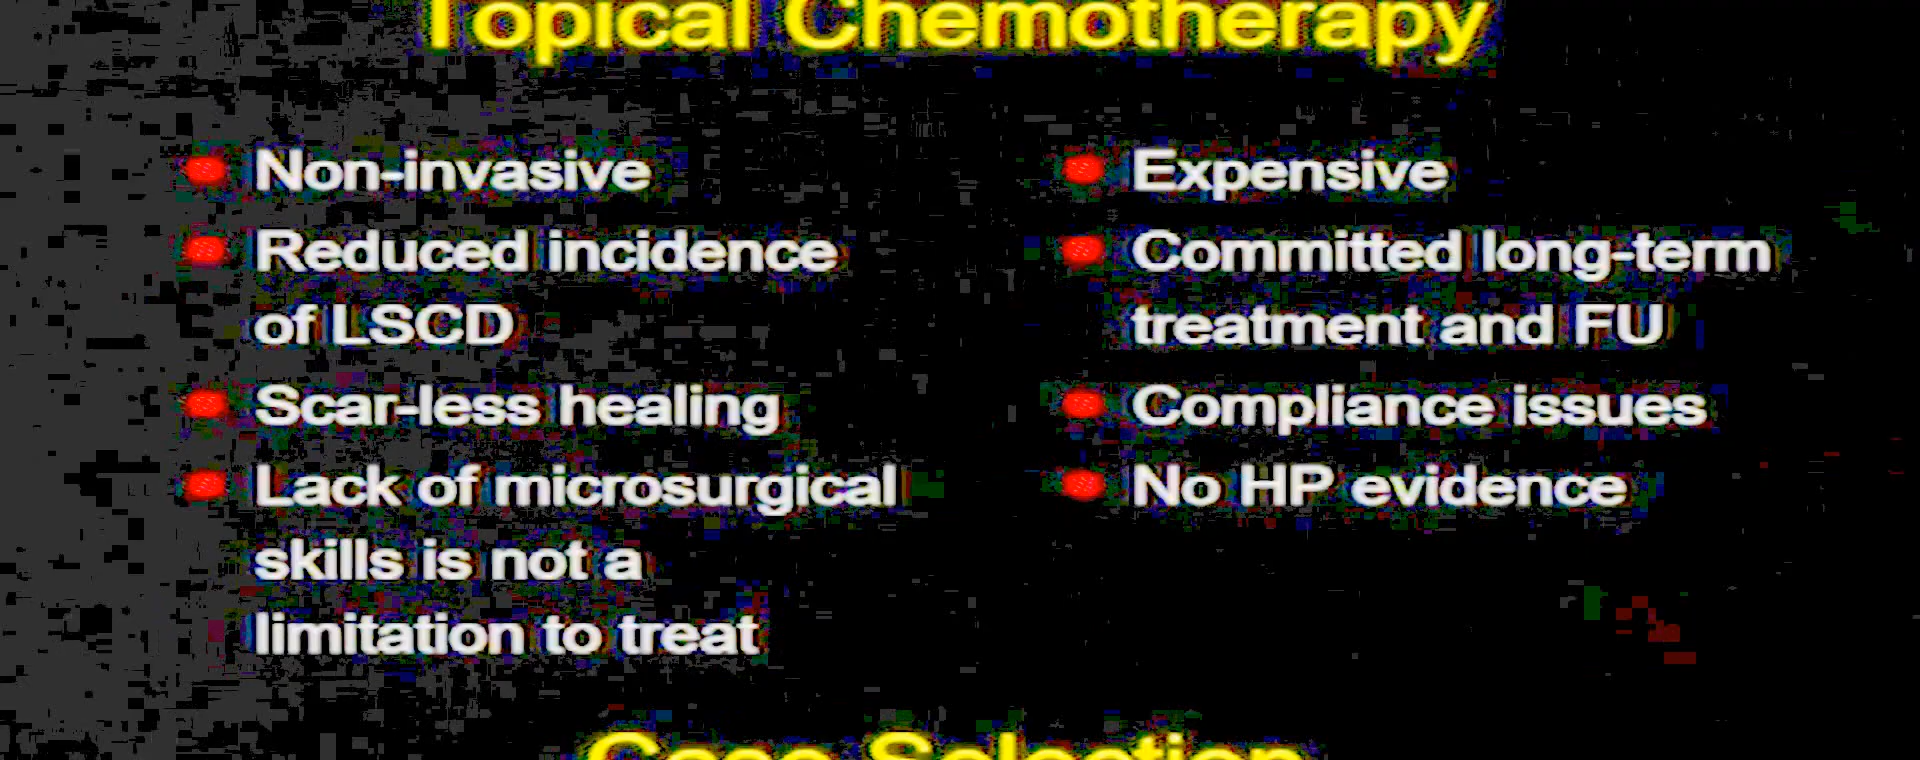 Topical Chemotherapy
Non-invasive
Reduced incidence
of LSCD
Scar-less healing
Lack of microsurgical
skills is not a
limitation to treat
Expensive
Committed long-term
treatment and FU
Compliance issues
No HP evidence
Case Selection